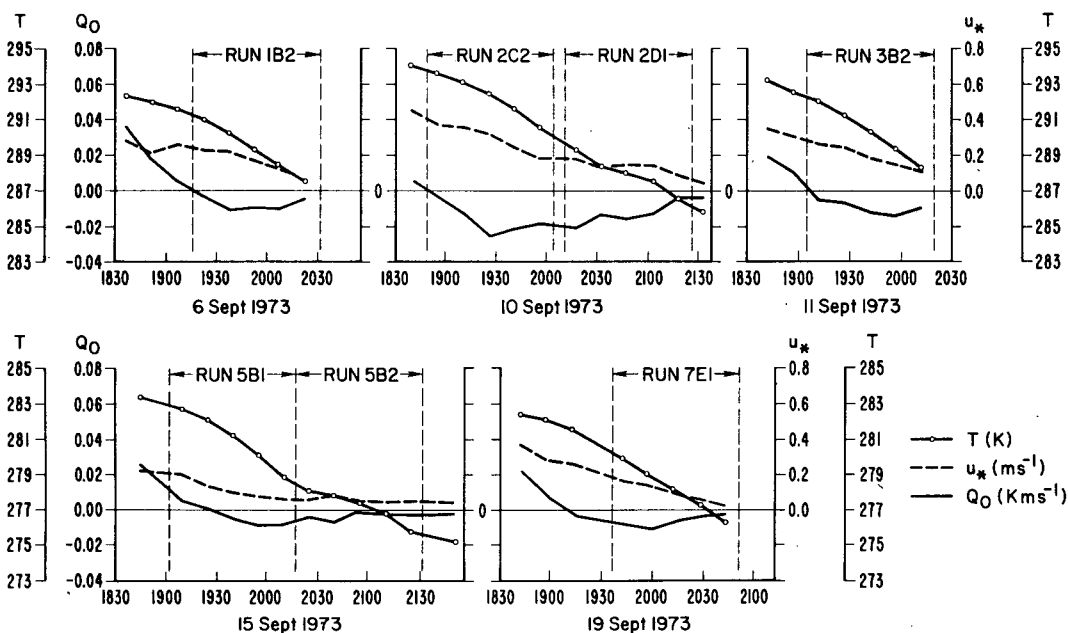 T Q₀ u* T
295 0.08 RUN 1B2 RUN 2C2 RUN 2D1 RUN 3B2 0.8 295
293 0.06 0.6 293
291 0.04 0.4 291
289 0.02 0.2 289
287 0.00 0 0 0.0 287
285 -0.02 285
283 -0.04 283
1830 1900 1930 2000 2030 1830 1900 1930 2000 2030 2100 2130 1830 1900 1930 2000 2030
6 Sept 1973 10 Sept 1973 11 Sept 1973
T Q₀ u* T
285 0.08 RUN 5B1 RUN 5B2 RUN 7E1 0.8 285
283 0.06 0.6 283
281 0.04 0.4 281
279 0.02 0.2 279
277 0.00 0 0.0 277
275 -0.02 275
273 -0.04 273
1830 1900 1930 2000 2030 2100 2130 1830 1900 1930 2000 2030 2100
15 Sept 1973 19 Sept 1973
T (K)
u* (ms⁻¹)
Q₀ (Kms⁻¹)